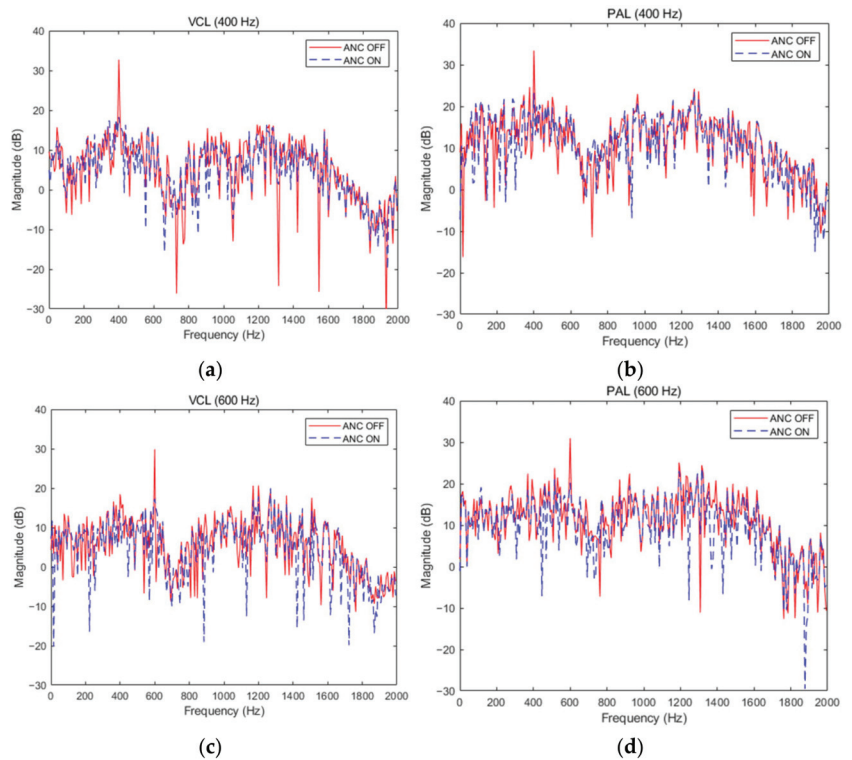 VCL (400 Hz)
Magnitude (dB)
40
30
20
10
0
−10
−20
−30
ANC OFF
ANC ON
0 200 400 600 800 1000 1200 1400 1600 1800 2000
Frequency (Hz)
(a)
PAL (400 Hz)
Magnitude (dB)
40
30
20
10
0
−10
−20
−30
ANC OFF
ANC ON
0 200 400 600 800 1000 1200 1400 1600 1800 2000
Frequency (Hz)
(b)
VCL (600 Hz)
Magnitude (dB)
40
30
20
10
0
−10
−20
−30
ANC OFF
ANC ON
0 200 400 600 800 1000 1200 1400 1600 1800 2000
Frequency (Hz)
(c)
PAL (600 Hz)
Magnitude (dB)
40
30
20
10
0
−10
−20
−30
ANC OFF
ANC ON
0 200 400 600 800 1000 1200 1400 1600 1800 2000
Frequency (Hz)
(d)